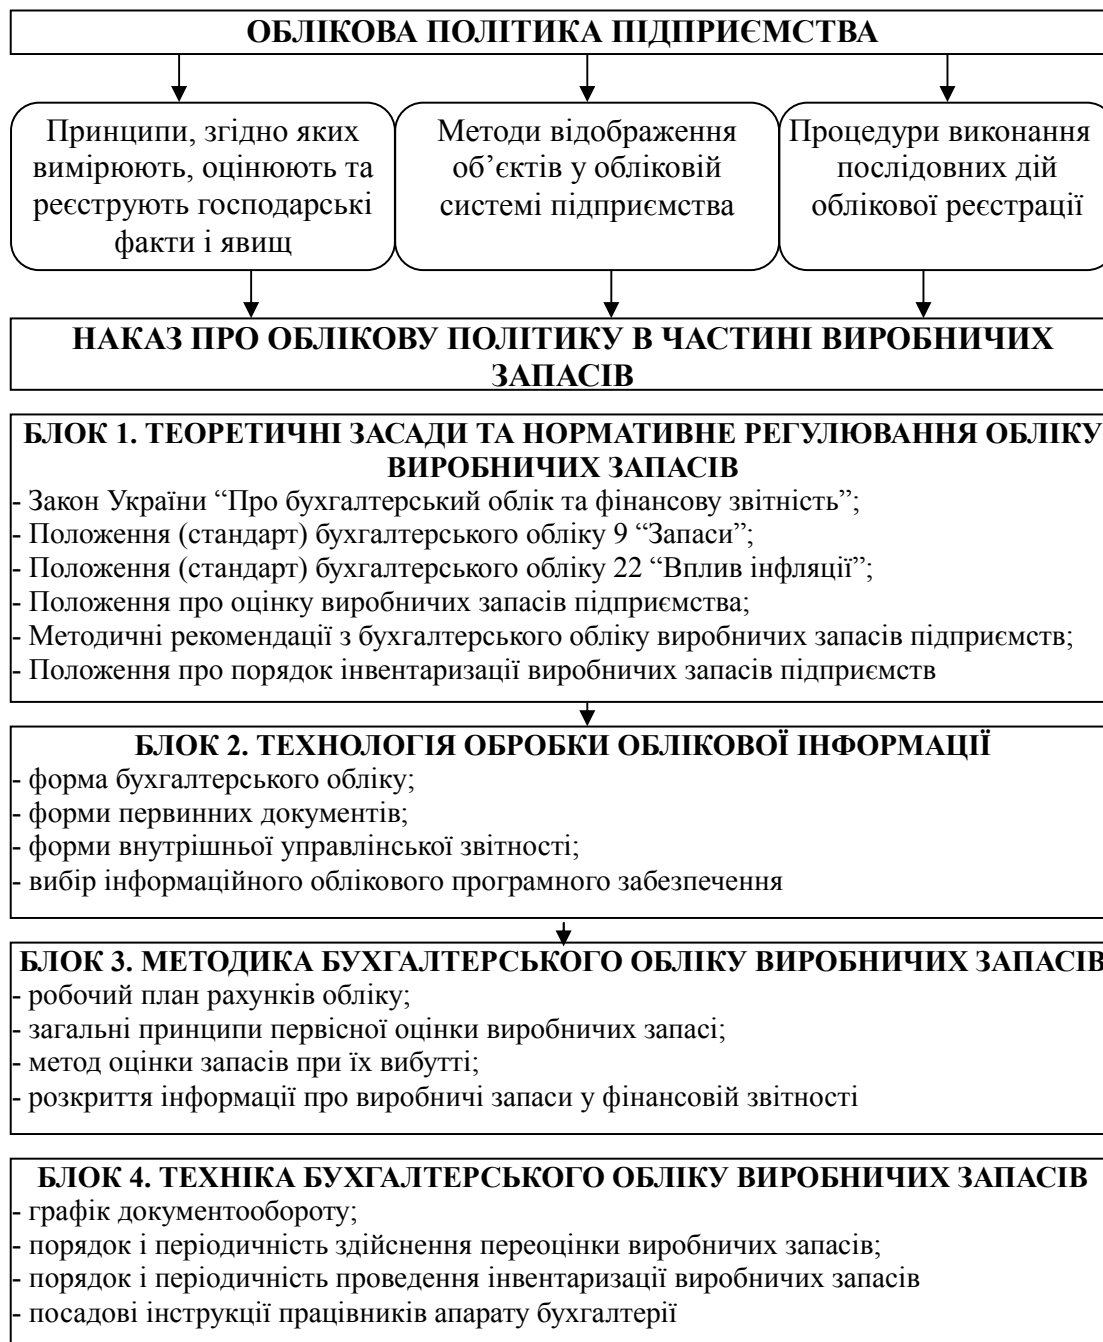 ОБЛІКОВА ПОЛІТИКА ПІДПРИЄМСТВА
Принципи, згідно яких
вимірюють, оцінюють та
реєструють господарські
факти і явищ
Методи відображення
об’єктів у обліковій
системі підприємства
Процедури виконання
послідовних дій
облікової реєстрації
НАКАЗ ПРО ОБЛІКОВУ ПОЛІТИКУ В ЧАСТИНІ ВИРОБНИЧИХ
ЗАПАСІВ
БЛОК 1. ТЕОРЕТИЧНІ ЗАСАДИ ТА НОРМАТИВНЕ РЕГУЛЮВАННЯ ОБЛІКУ
ВИРОБНИЧИХ ЗАПАСІВ
- Закон України “Про бухгалтерський облік та фінансову звітність”;
- Положення (стандарт) бухгалтерського обліку 9 “Запаси”;
- Положення (стандарт) бухгалтерського обліку 22 “Вплив інфляції”;
- Положення про оцінку виробничих запасів підприємства;
- Методичні рекомендації з бухгалтерського обліку виробничих запасів підприємств;
- Положення про порядок інвентаризації виробничих запасів підприємств
БЛОК 2. ТЕХНОЛОГІЯ ОБРОБКИ ОБЛІКОВОЇ ІНФОРМАЦІЇ
- форма бухгалтерського обліку;
- форми первинних документів;
- форми внутрішньої управлінської звітності;
- вибір інформаційного облікового програмного забезпечення
БЛОК 3. МЕТОДИКА БУХГАЛТЕРСЬКОГО ОБЛІКУ ВИРОБНИЧИХ ЗАПАСІВ
- робочий план рахунків обліку;
- загальні принципи первісної оцінки виробничих запасі;
- метод оцінки запасів при їх вибутті;
- розкриття інформації про виробничі запаси у фінансовій звітності
БЛОК 4. ТЕХНІКА БУХГАЛТЕРСЬКОГО ОБЛІКУ ВИРОБНИЧИХ ЗАПАСІВ
- графік документообороту;
- порядок і періодичність здійснення переоцінки виробничих запасів;
- порядок і періодичність проведення інвентаризації виробничих запасів
- посадові інструкції працівників апарату бухгалтерії